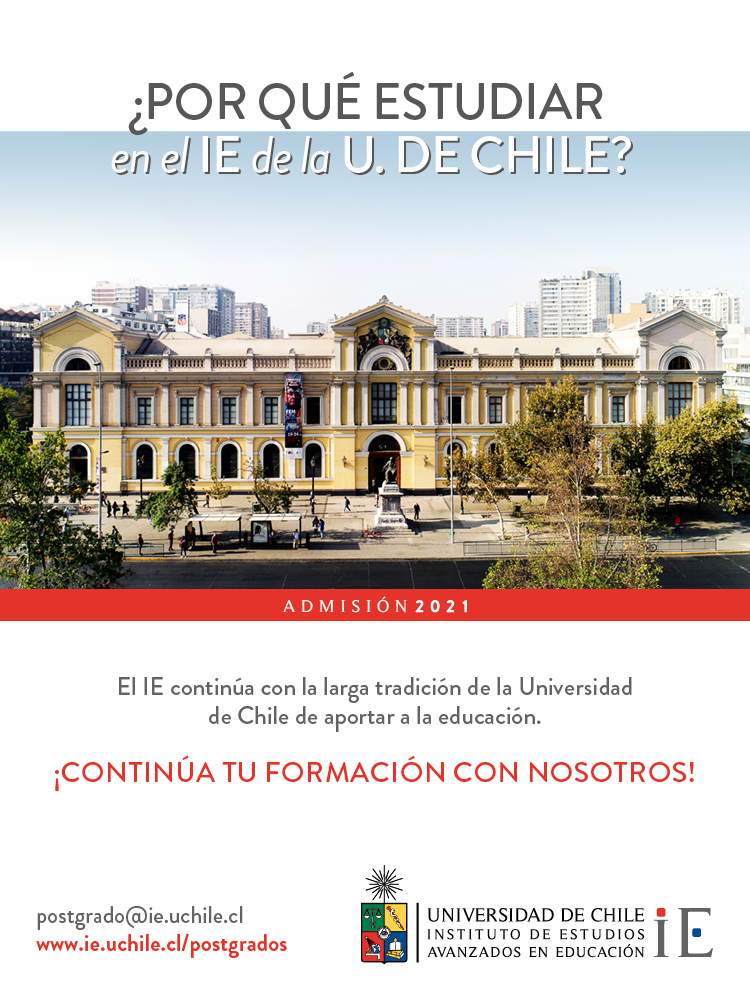 ¿POR QUÉ ESTUDIAR
en el IE de la U. DE CHILE?
ADMISIÓN2021
El IE continúa con la larga tradición de la Universidad
de Chile de aportar a la educación.
¡CONTINÚA TU FORMACIÓN CON NOSOTROS!
postgrado@ie.uchile.cl
www.ie.uchile.cl/postgrados
UNIVERSIDAD DE CHILE
INSTITUTO DE ESTUDIOS
AVANZADOS EN EDUCACIÓN
iE